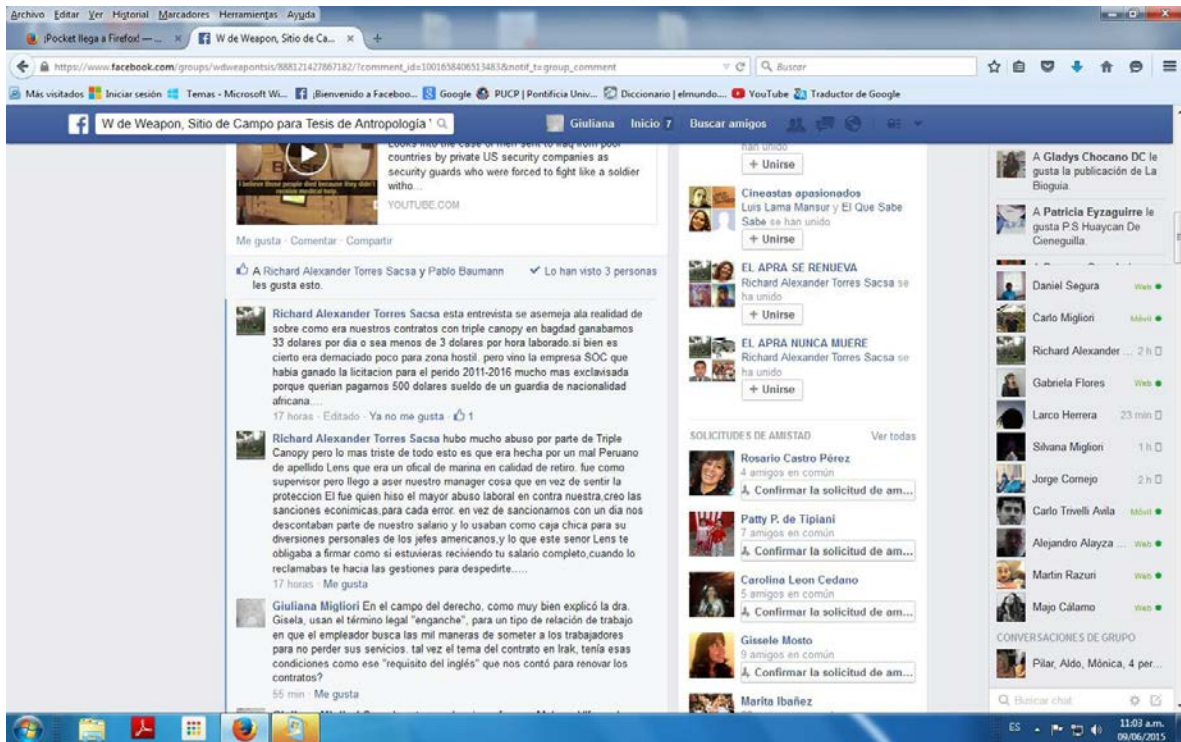 Archivo Editar Ver Historial Marcadores Herramientas Ayuda
¡Pocket llega a Firefox! — ...
W de Weapon, Sitio de Ca...
https://www.facebook.com/groups/wdweapontsis/888121427867182/?comment_id=1001658406513483&notif_t=group_comment
Buscar
Más visitados Iniciar sesión Temas - Microsoft Wi... ¡Bienvenido a Faceboo... Google PUCP | Pontificia Univ... Diccionario | elmundo.... YouTube Traductor de Google
W de Weapon, Sitio de Campo para Tesis de Antropología
Giuliana Inicio 7 Buscar amigos
Looks into the case of men sent to Iraq from poor
countries by private US security companies as
security guards who were forced to fight like a soldier
witho...
YOUTUBE.COM
I believe those people died because they didn't
receive medical help.
Me gusta · Comentar · Compartir
A Richard Alexander Torres Sacsa y Pablo Baumann
les gusta esto.
Lo han visto 3 personas
Richard Alexander Torres Sacsa esta entrevista se asemeja ala realidad de
sobre como era nuestros contratos con triple canopy en bagdad ganabamos
33 dolares por dia o sea menos de 3 dolares por hora laborado.si bien es
cierto era demaciado poco para zona hostil. pero vino la empresa SOC que
habia ganado la licitacion para el perido 2011-2016 mucho mas exclavisada
porque querian pagarnos 500 dolares sueldo de un guardia de nacionalidad
africana....
17 horas · Editado · Ya no me gusta · 1
Richard Alexander Torres Sacsa hubo mucho abuso por parte de Triple
Canopy pero lo mas triste de todo esto es que era hecha por un mal Peruano
de apellido Lens que era un ofical de marina en calidad de retiro. fue como
supervisor pero llego a aser nuestro manager cosa que en vez de sentir la
proteccion El fue quien hiso el mayor abuso laboral en contra nuestra,creo las
sanciones econimicas,para cada error. en vez de sancionarnos con un dia nos
descontaban parte de nuestro salario y lo usaban como caja chica para su
diversiones personales de los jefes americanos,y lo que este senor Lens te
obligaba a firmar como si estuvieras reciviendo tu salario completo,cuando lo
reclamabas te hacia las gestiones para despedirte.....
17 horas · Me gusta
Giuliana Migliori En el campo del derecho, como muy bien explicó la dra.
Gisela, usan el término legal "enganche", para un tipo de relación de trabajo
en que el empleador busca las mil maneras de someter a los trabajadores
para no perder sus servicios. tal vez el tema del contrato en Irak, tenía esas
condiciones como ese "requisito del inglés" que nos contó para renovar los
contratos?
55 min · Me gusta
han unido
+ Unirse
Cineastas apasionados
Luis Lama Mansur y El Que Sabe
Sabe se han unido
+ Unirse
EL APRA SE RENUEVA
Richard Alexander Torres Sacsa se
ha unido
+ Unirse
EL APRA NUNCA MUERE
Richard Alexander Torres Sacsa se
ha unido
+ Unirse
SOLICITUDES DE AMISTAD Ver todas
Rosario Castro Pérez
4 amigos en común
Confirmar la solicitud de am...
Patty P. de Tipiani
7 amigos en común
Confirmar la solicitud de am...
Carolina Leon Cedano
5 amigos en común
Confirmar la solicitud de am...
Gissele Mosto
9 amigos en común
Confirmar la solicitud de am...
Marita Ibañez
A Gladys Chocano DC le
gusta la publicación de La
Bioguia.
A Patricia Eyzaguirre le
gusta P.S Huaycan De
Cieneguilla.
Daniel Segura Web
Carlo Migliori Móvil
Richard Alexander ... 2 h
Gabriela Flores Web
Larco Herrera 23 min
Silvana Migliori 1 h
Jorge Cornejo 2 h
Carlo Trivelli Avila Móvil
Alejandro Alayza ... Web
Martin Razuri Web
Majo Cálamo Web
CONVERSACIONES DE GRUPO
Pilar, Aldo, Mónica, 4 per...
Buscar chat
ES
11:03 a.m.
09/06/2015